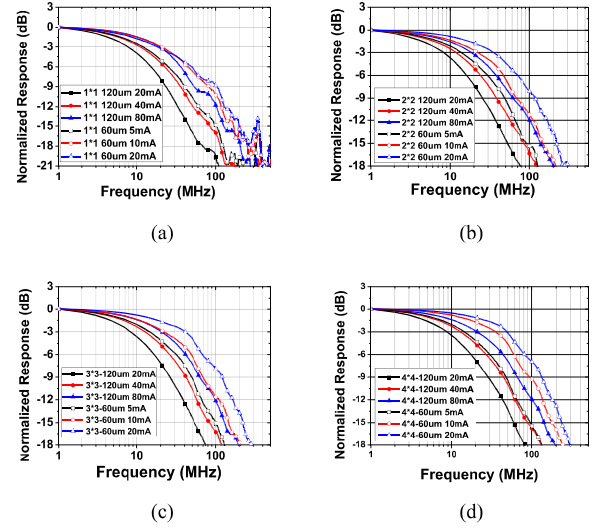 Normalized Response (dB)
3
0
-3
-6
-9
-12
-15
-18
-21
1*1 120um 20mA
1*1 120um 40mA
1*1 120um 80mA
1*1 60um 5mA
1*1 60um 10mA
1*1 60um 20mA
1
10
100
Frequency (MHz)
(a)
Normalized Response (dB)
3
0
-3
-6
-9
-12
-15
-18
2*2 120um 20mA
2*2 120um 40mA
2*2 120um 80mA
2*2 60um 5mA
2*2 60um 10mA
2*2 60um 20mA
1
10
100
Frequency (MHz)
(b)
Normalized Response (dB)
3
0
-3
-6
-9
-12
-15
-18
3*3-120um 20mA
3*3-120um 40mA
3*3-120um 80mA
3*3-60um 5mA
3*3-60um 10mA
3*3-60um 20mA
1
10
100
Frequency (MHz)
(c)
Normalized Response (dB)
3
0
-3
-6
-9
-12
-15
-18
4*4-120um 20mA
4*4-120um 40mA
4*4-120um 80mA
4*4-60um 5mA
4*4-60um 10mA
4*4-60um 20mA
1
10
100
Frequency (MHz)
(d)